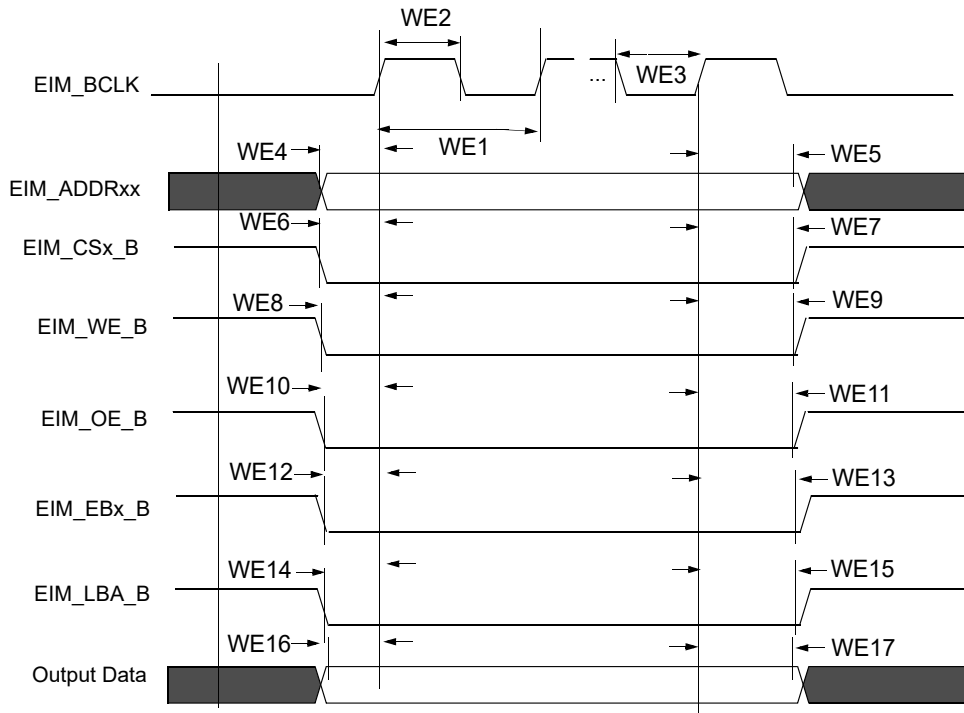 WE2
EIM_BCLK
...
WE3
WE4
WE1
WE5
EIM_ADDRxx
WE6
WE7
EIM_CSx_B
WE8
WE9
EIM_WE_B
WE10
WE11
EIM_OE_B
WE12
WE13
EIM_EBx_B
WE14
WE15
EIM_LBA_B
WE16
WE17
Output Data